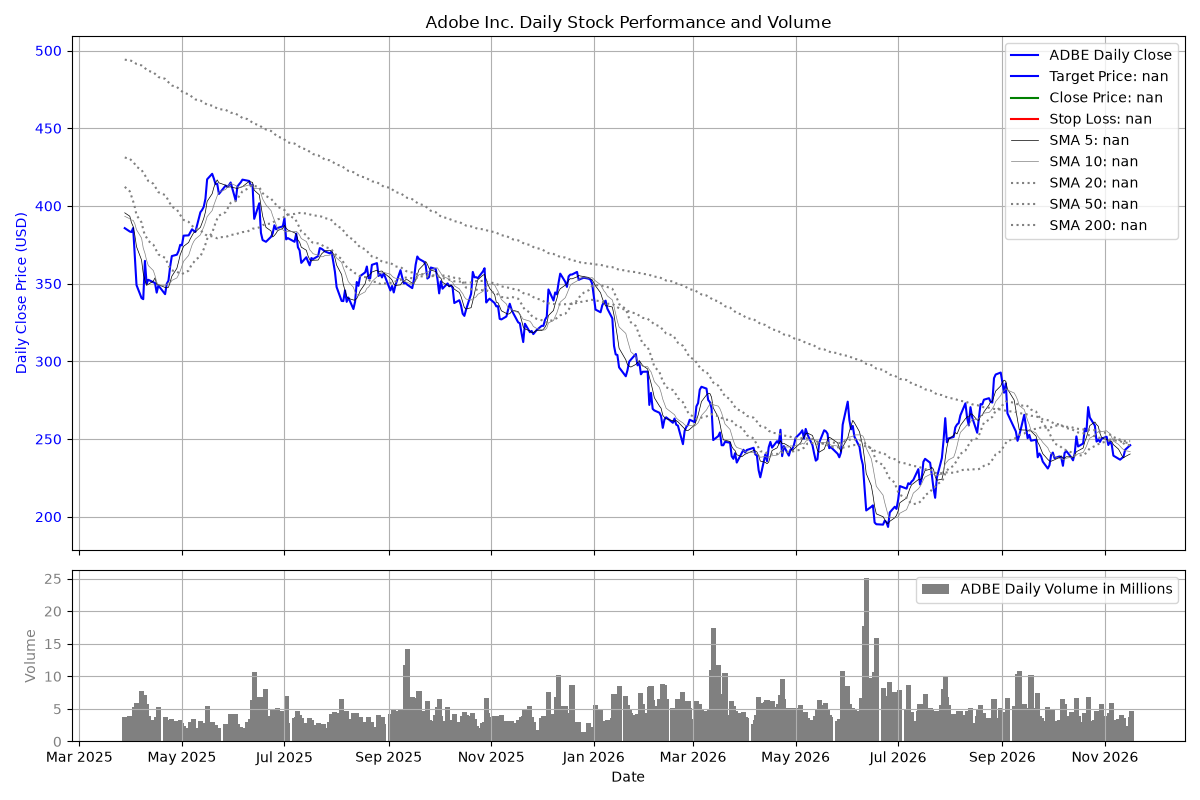 Adobe Inc. Daily Stock Performance and Volume
Daily Close Price (USD)
500
450
400
350
300
250
200
ADBE Daily Close
Target Price: nan
Close Price: nan
Stop Loss: nan
SMA 5: nan
SMA 10: nan
SMA 20: nan
SMA 50: nan
SMA 200: nan
Volume
25
20
15
10
5
0
ADBE Daily Volume in Millions
Mar 2025 May 2025 Jul 2025 Sep 2025 Nov 2025 Jan 2026 Mar 2026 May 2026 Jul 2026 Sep 2026 Nov 2026
Date